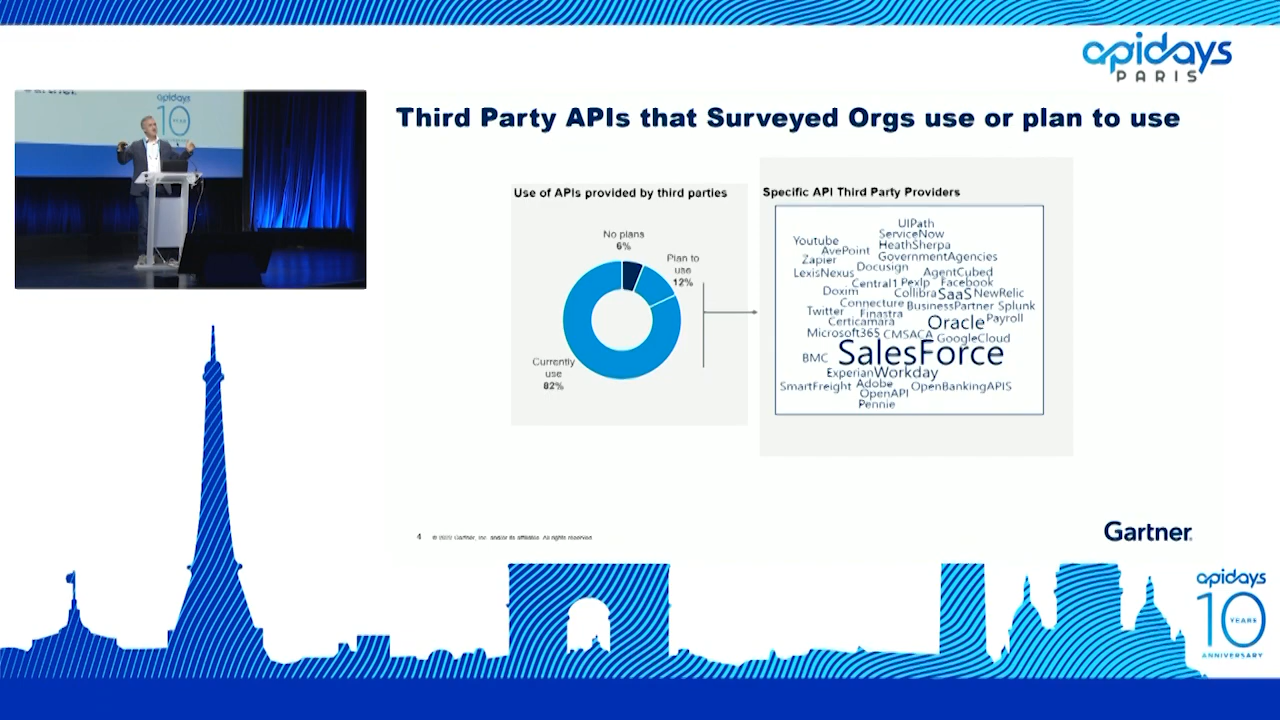 apidays
PARIS
apidays
10
YEARS
ANNIVERSARY
Third Party APIs that Surveyed Orgs use or plan to use
Use of APIs provided by third parties
No plans
6%
Plan to
use
12%
Currently
use
82%
Specific API Third Party Providers
UIPath
ServiceNow
Youtube
HeathSherpa
AvePoint
GovernmentAgencies
Zapier
Docusign
LexisNexus
AgentCubed
Central1 Pexlp Facebook
Doxim
Collibra SaaS NewRelic
Connecture BusinessPartner Splunk
Twitter
Finastra
Certicamara
Oracle Payroll
Microsoft365 CMSACA GoogleCloud
BMC
SalesForce
Experian Workday
SmartFreight Adobe OpenBankingAPIS
OpenAPI
Pennie
4 © 2022 Gartner, Inc. and/or its affiliates. All rights reserved.
Gartner.
apidays
10
YEARS
ANNIVERSARY